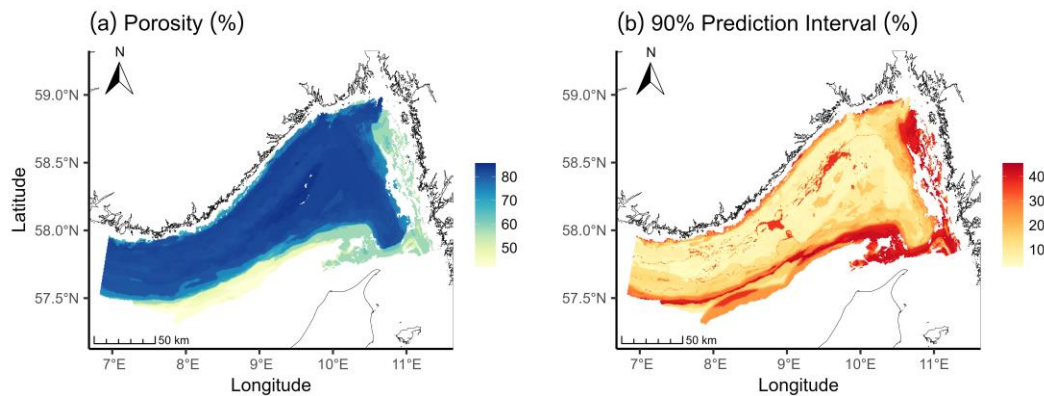 (a) Porosity (%)
N
59.0°N
58.5°N
58.0°N
57.5°N
Latitude
50 km
7°E 8°E 9°E 10°E 11°E
Longitude
80
70
60
50
(b) 90% Prediction Interval (%)
N
59.0°N
58.5°N
58.0°N
57.5°N
50 km
7°E 8°E 9°E 10°E 11°E
Longitude
40
30
20
10